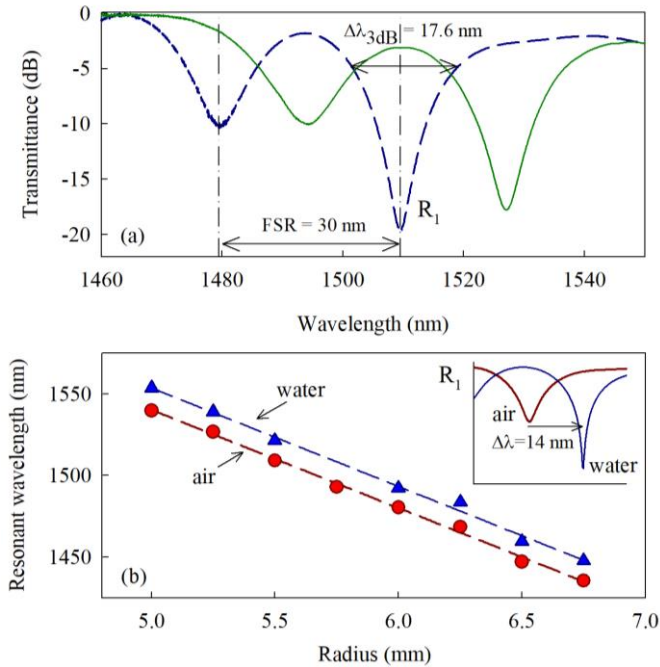 0
-5
-10
-15
-20
Transmittance (dB)
Δλ3dB = 17.6 nm
R1
FSR = 30 nm
(a)
1460 1480 1500 1520 1540
Wavelength (nm)
1550
1500
1450
Resonant wavelength (nm)
water
air
R1
air
Δλ=14 nm
water
(b)
5.0 5.5 6.0 6.5 7.0
Radius (mm)